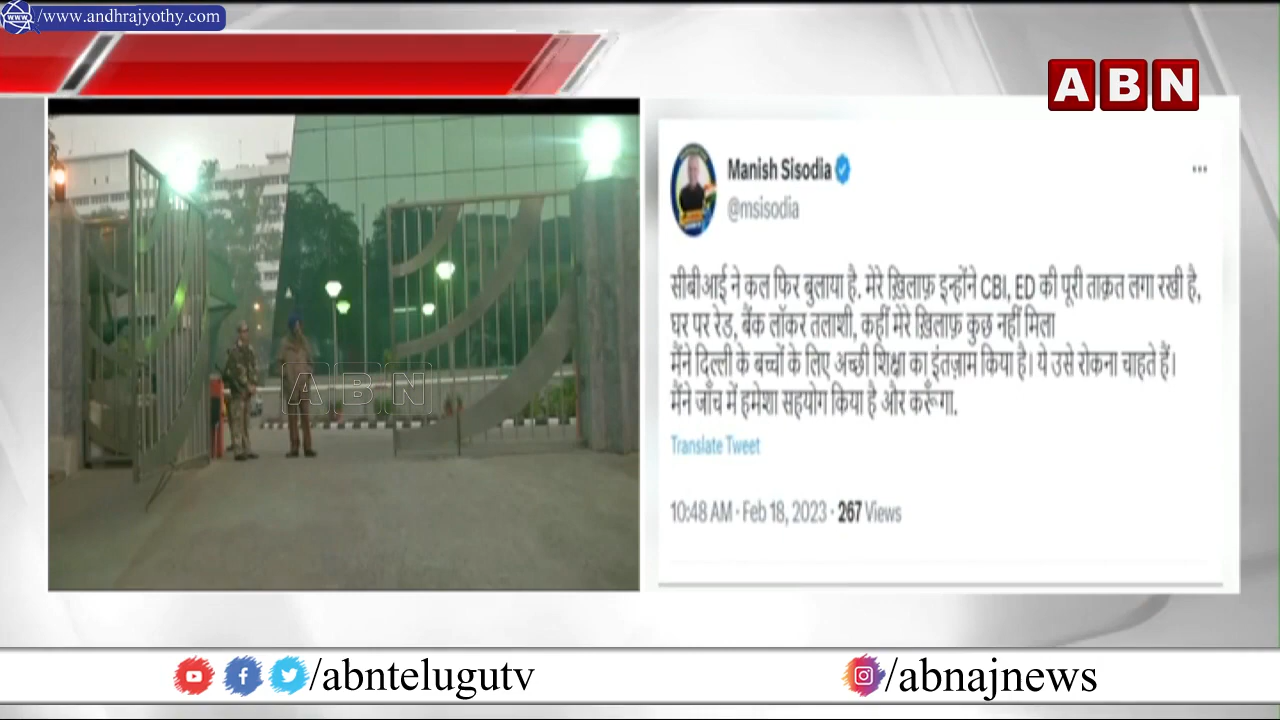 /www.andhrajyothy.com
ABN
Manish Sisodia
@msisodia
सीबीआई ने कल फिर बुलाया है. मेरे ख़िलाफ़ इन्होंने CBI, ED की पूरी ताक़त लगा रखी है,
घर पर रेड, बैंक लॉकर तलाशी, कहीं मेरे ख़िलाफ़ कुछ नहीं मिला
मैंने दिल्ली के बच्चों के लिए अच्छी शिक्षा का इंतज़ाम किया है। ये उसे रोकना चाहते हैं।
मैंने जाँच में हमेशा सहयोग किया है और करूँगा.
Translate Tweet
10:48 AM · Feb 18, 2023 · 267 Views
ABN
/abntelugutv
/abnajnews